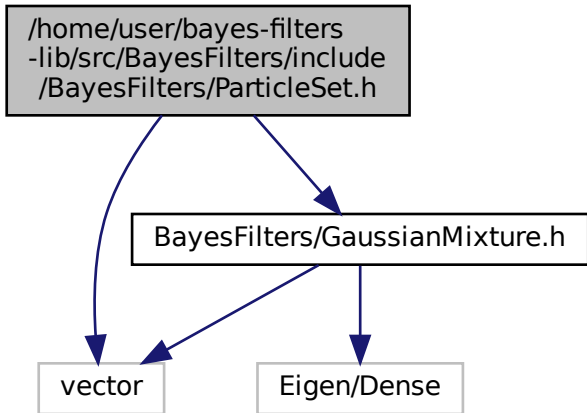 /home/user/bayes-filters
-lib/src/BayesFilters/include
/BayesFilters/ParticleSet.h
BayesFilters/GaussianMixture.h
vector
Eigen/Dense